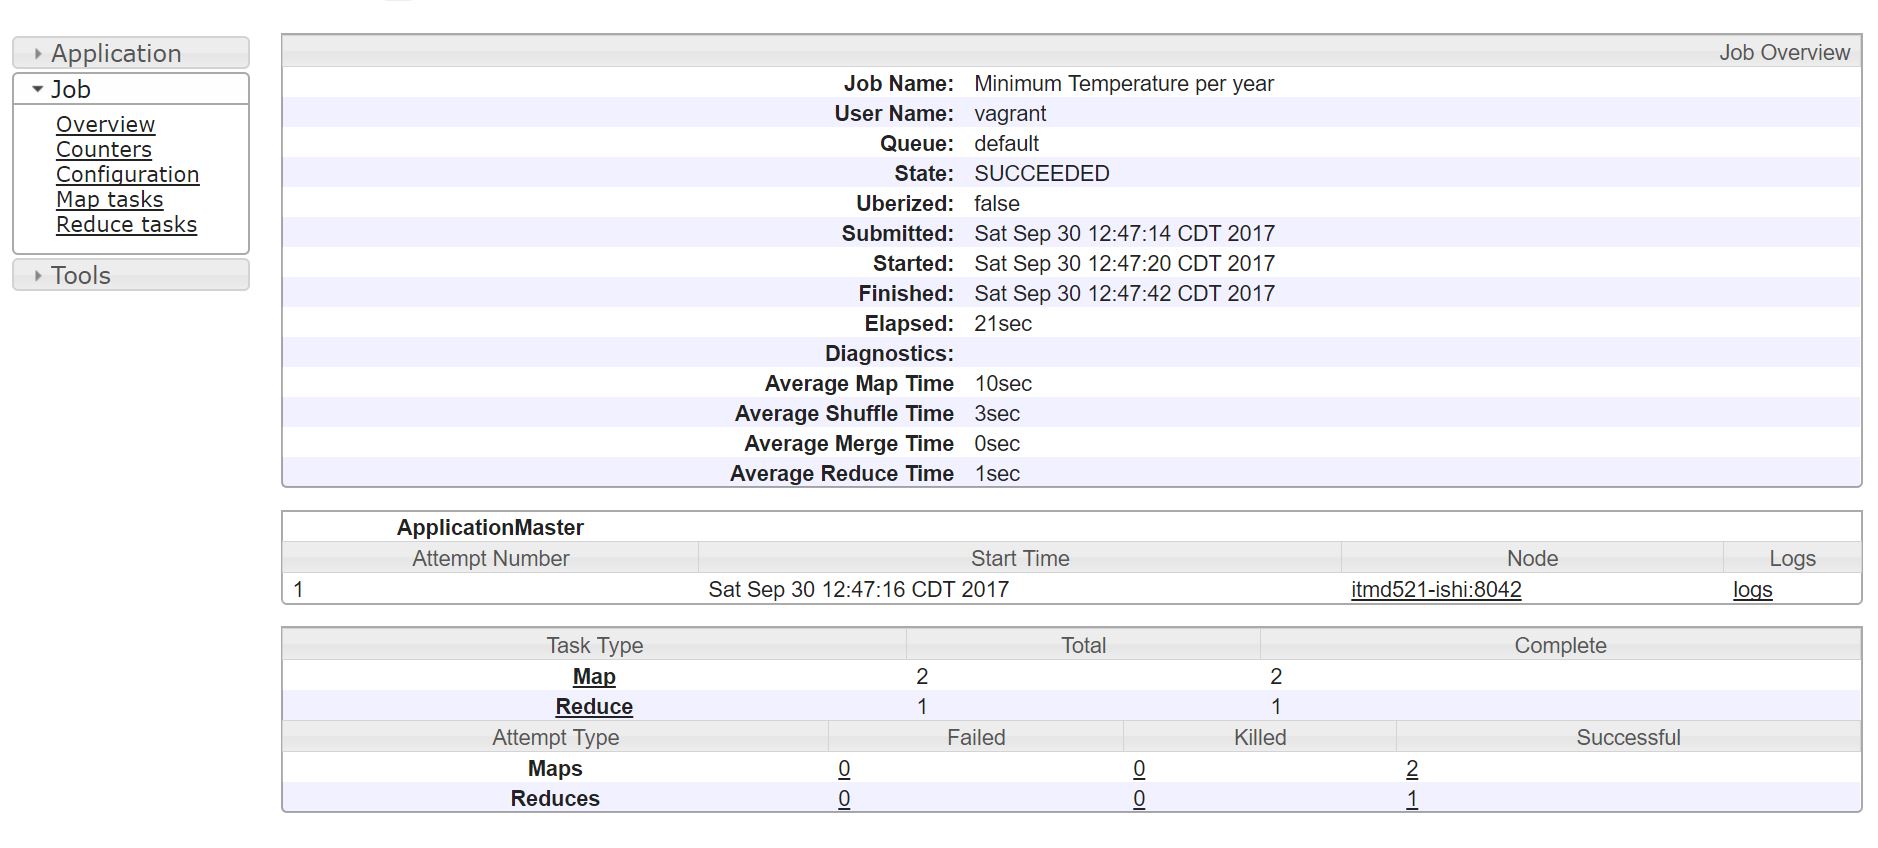 Application
Job
Overview
Counters
Configuration
Map tasks
Reduce tasks
Tools
Job Overview
Job Name: Minimum Temperature per year
User Name: vagrant
Queue: default
State: SUCCEEDED
Uberized: false
Submitted: Sat Sep 30 12:47:14 CDT 2017
Started: Sat Sep 30 12:47:20 CDT 2017
Finished: Sat Sep 30 12:47:42 CDT 2017
Elapsed: 21sec
Diagnostics:
Average Map Time 10sec
Average Shuffle Time 3sec
Average Merge Time 0sec
Average Reduce Time 1sec
ApplicationMaster
Attempt Number Start Time Node Logs
1 Sat Sep 30 12:47:16 CDT 2017 itmd521-ishi:8042 logs
Task Type Total Complete
Map 2 2
Reduce 1 1
Attempt Type Failed Killed Successful
Maps 0 0 2
Reduces 0 0 1